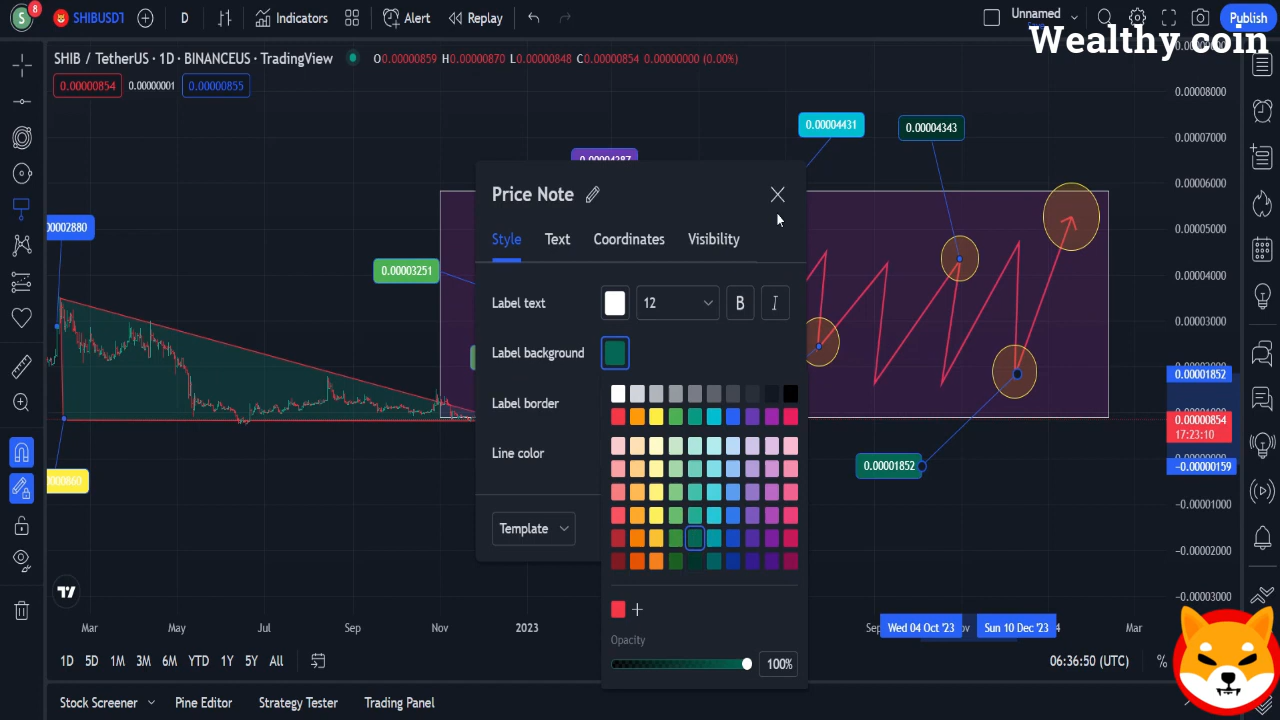 S
8
SHIBUSDT
D
Indicators
Alert
Replay
Unnamed
Save
Publish
Wealthy coin
SHIB / TetherUS · 1D · BINANCEUS · TradingView
O0.00000859 H0.00000870 L0.00000848 C0.00000854 0.00000000 (0.00%)
0.00000854
0.00000001
0.00000855
0.00008000
0.00007000
0.00006000
0.00005000
0.00004000
0.00003000
0.00001852
0.00000854
17:23:10
−0.00000159
−0.00001000
−0.00002000
−0.00003000
0.00004431
0.00004343
0.00004287
00002880
0.00003251
00000860
0.00001852
Price Note
Style
Text
Coordinates
Visibility
Label text
12
B
I
Label background
Label border
Line color
Template
Opacity
100%
Mar
May
Jul
Sep
Nov
2023
Sep
Wed 04 Oct '23
Sun 10 Dec '23
4
Mar
1D
5D
1M
3M
6M
YTD
1Y
5Y
All
06:36:50 (UTC)
%
Stock Screener
Pine Editor
Strategy Tester
Trading Panel